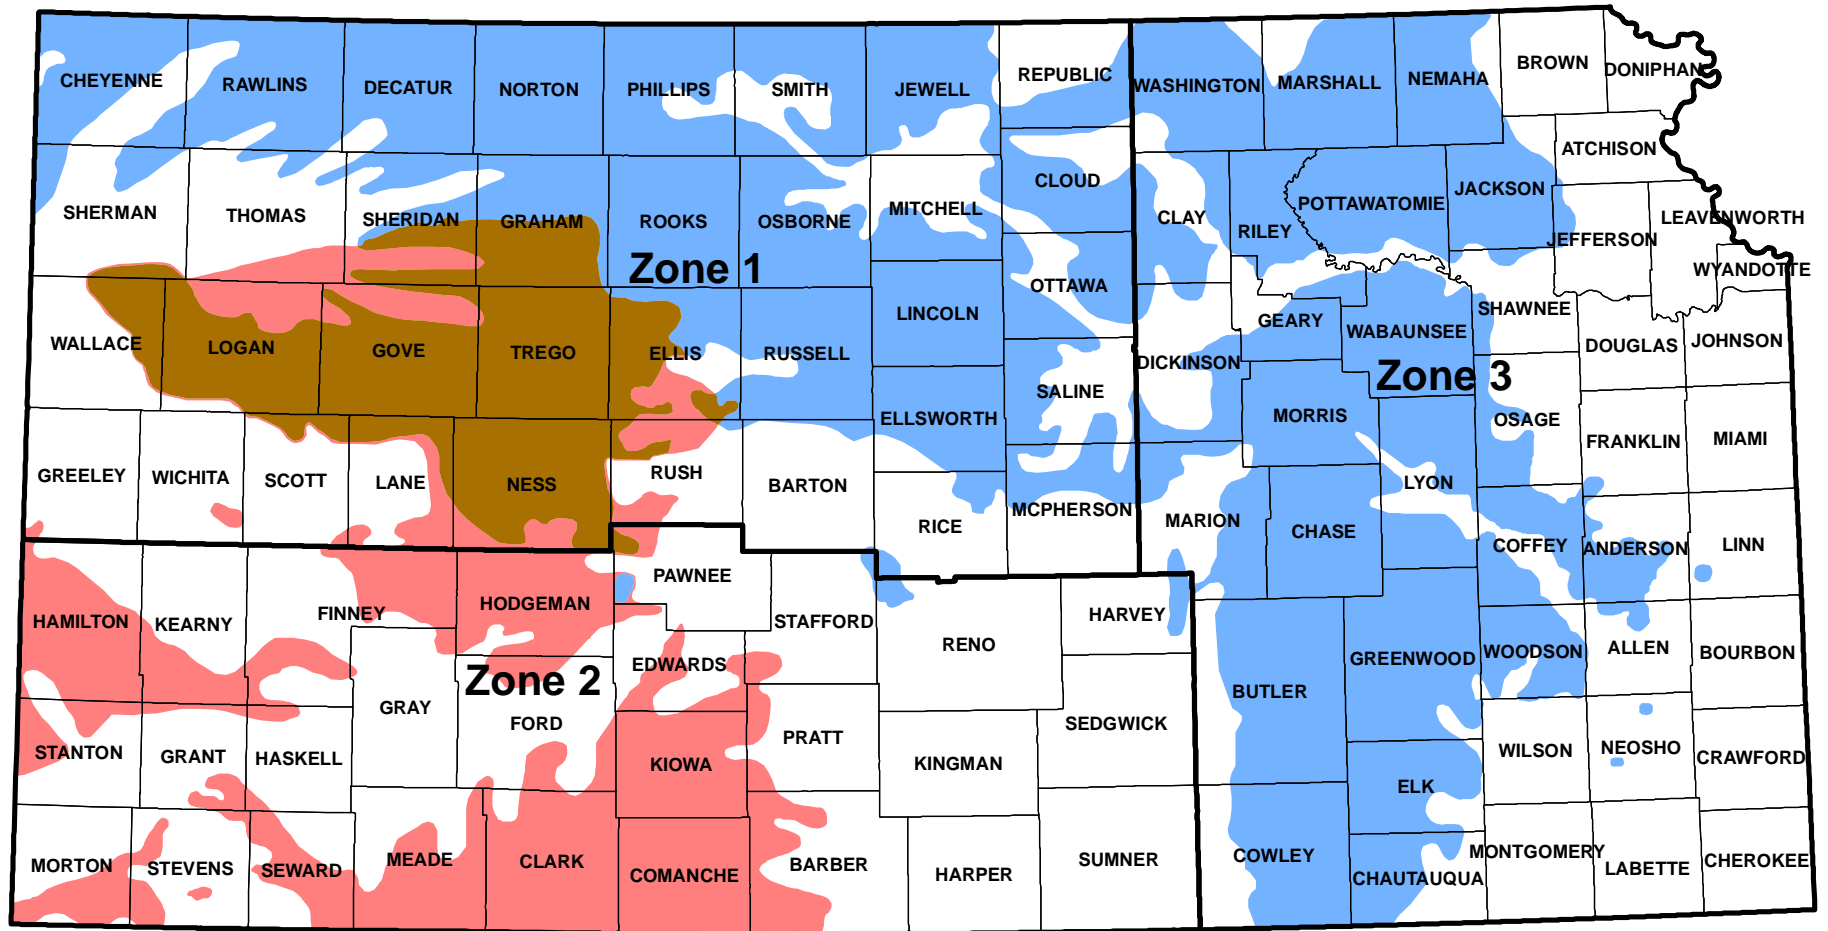 CHEYENNE
RAWLINS
DECATUR
NORTON
PHILLIPS
SMITH
JEWELL
REPUBLIC
WASHINGTON
MARSHALL
NEMAHA
BROWN
DONIPHAN
ATCHISON
SHERMAN
THOMAS
SHERIDAN
GRAHAM
ROOKS
OSBORNE
MITCHELL
CLOUD
CLAY
RILEY
POTTAWATOMIE
JACKSON
JEFFERSON
LEAVENWORTH
WYANDOTTE
Zone 1
WALLACE
LOGAN
GOVE
TREGO
ELLIS
RUSSELL
LINCOLN
OTTAWA
DICKINSON
GEARY
WABAUNSEE
SHAWNEE
DOUGLAS
JOHNSON
Zone 3
SALINE
ELLSWORTH
MORRIS
OSAGE
FRANKLIN
MIAMI
GREELEY
WICHITA
SCOTT
LANE
NESS
RUSH
BARTON
RICE
MCPHERSON
MARION
CHASE
LYON
COFFEY
ANDERSON
LINN
HAMILTON
KEARNY
FINNEY
HODGEMAN
PAWNEE
STAFFORD
RENO
HARVEY
EDWARDS
Zone 2
GRAY
FORD
BUTLER
GREENWOOD
WOODSON
ALLEN
BOURBON
STANTON
GRANT
HASKELL
KIOWA
PRATT
KINGMAN
SEDGWICK
ELK
WILSON
NEOSHO
CRAWFORD
MORTON
STEVENS
SEWARD
MEADE
CLARK
COMANCHE
BARBER
HARPER
SUMNER
COWLEY
CHAUTAUQUA
MONTGOMERY
LABETTE
CHEROKEE